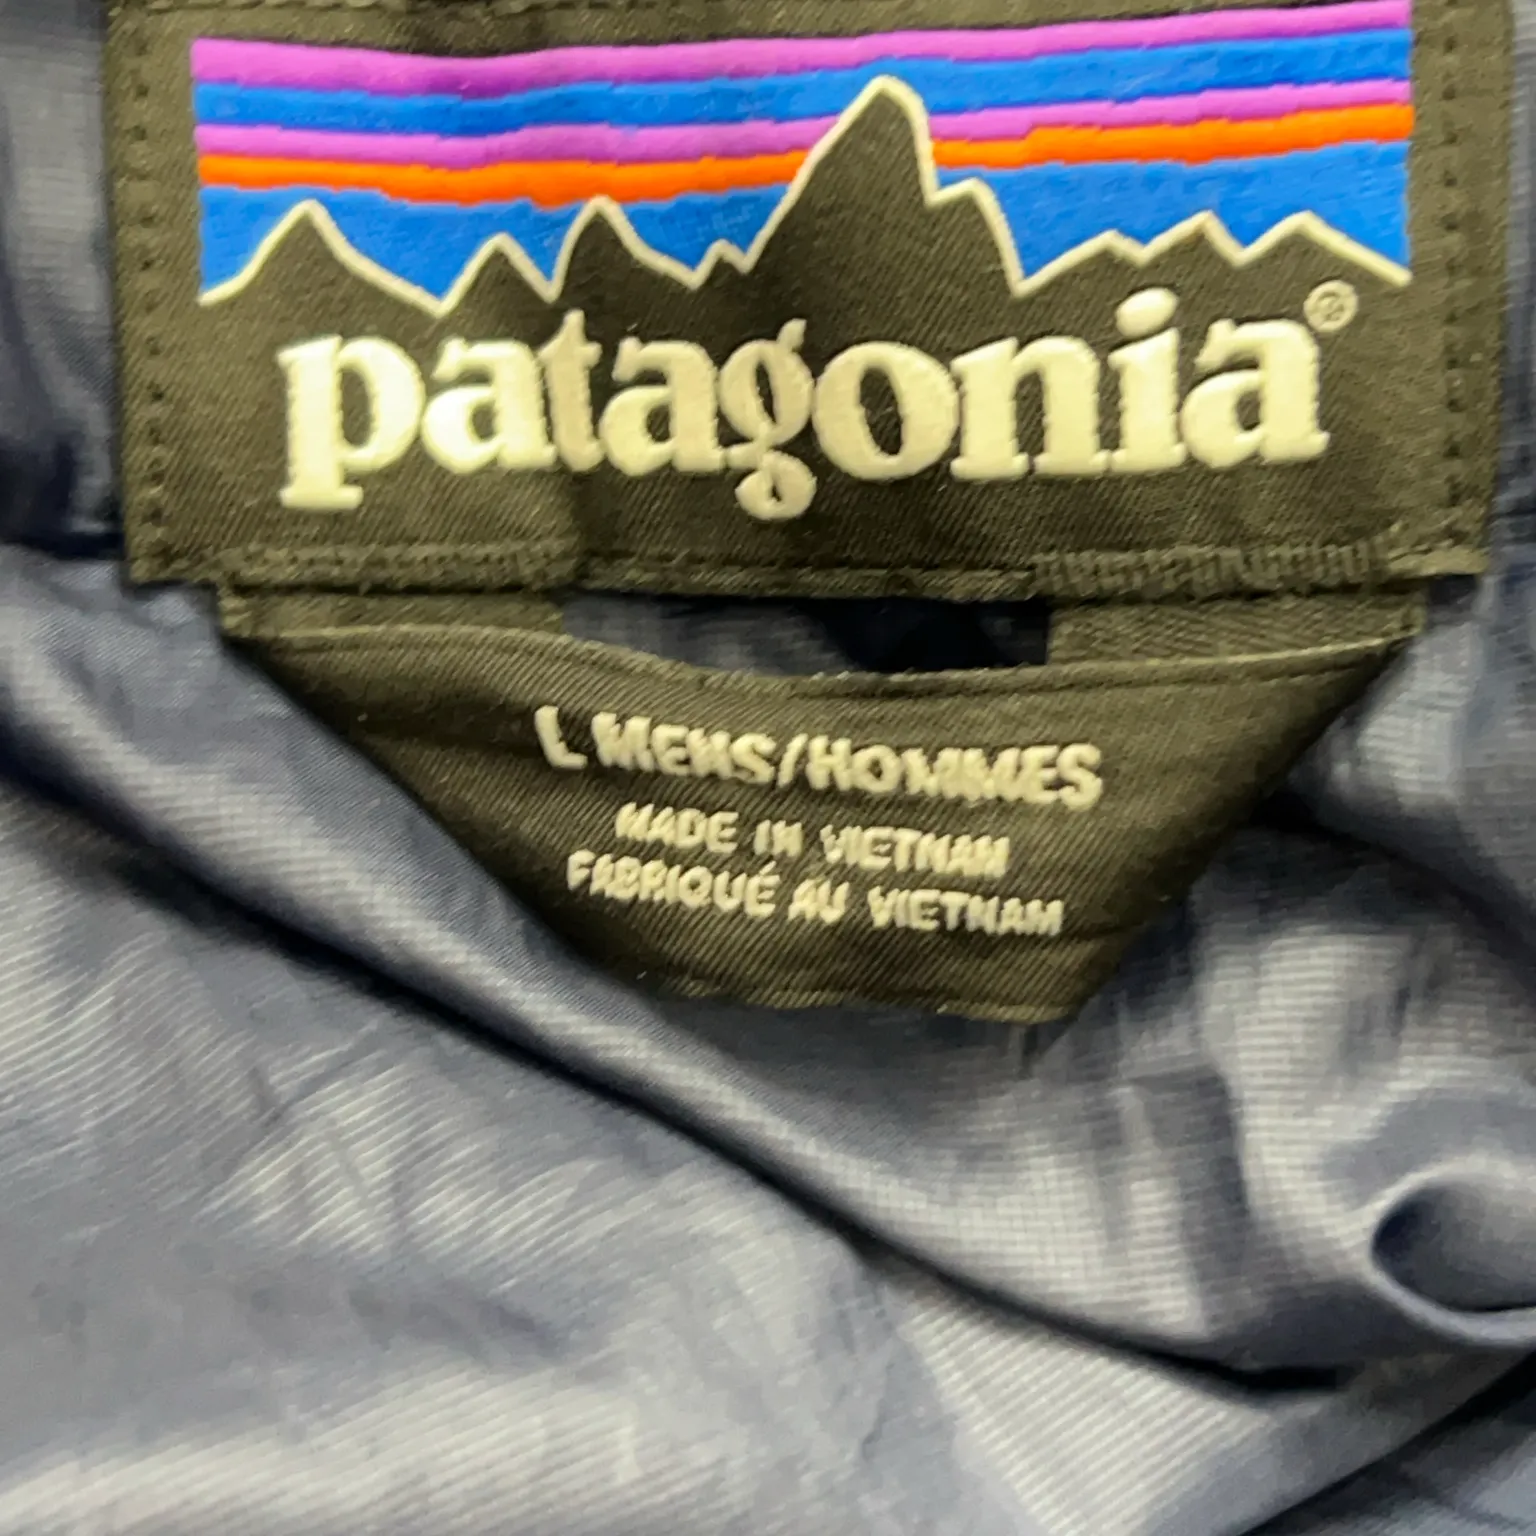 patagonia®
L MENS/HOMMES
MADE IN VIETNAM
FABRIQUÉ AU VIETNAM